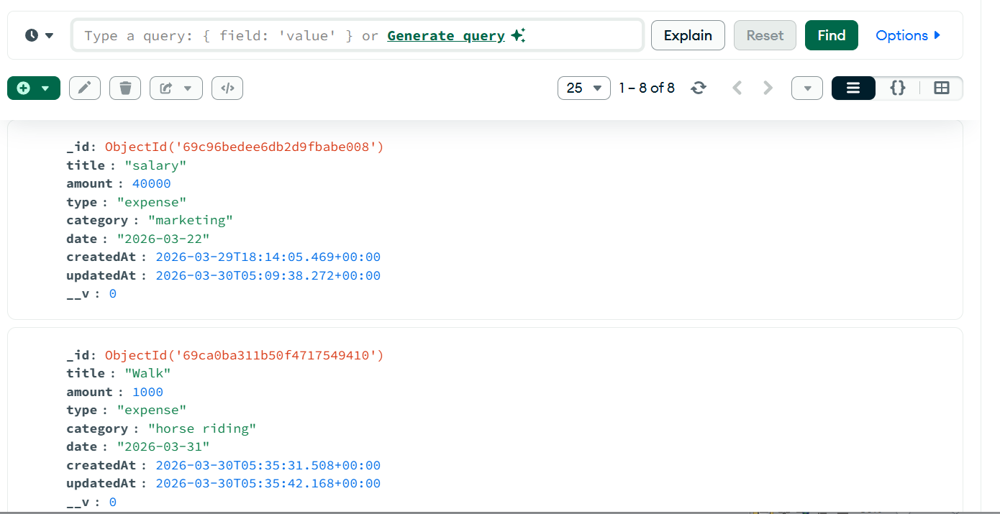 Type a query: { field: 'value' } or Generate query
Explain
Reset
Find
Options
25
1 – 8 of 8
{}
</>
_id: ObjectId('69c96bedee6db2d9fbabe008')
title : "salary"
amount : 40000
type : "expense"
category : "marketing"
date : "2026-03-22"
createdAt : 2026-03-29T18:14:05.469+00:00
updatedAt : 2026-03-30T05:09:38.272+00:00
__v : 0
_id: ObjectId('69ca0ba311b50f4717549410')
title : "Walk"
amount : 1000
type : "expense"
category : "horse riding"
date : "2026-03-31"
createdAt : 2026-03-30T05:35:31.508+00:00
updatedAt : 2026-03-30T05:35:42.168+00:00
__v : 0